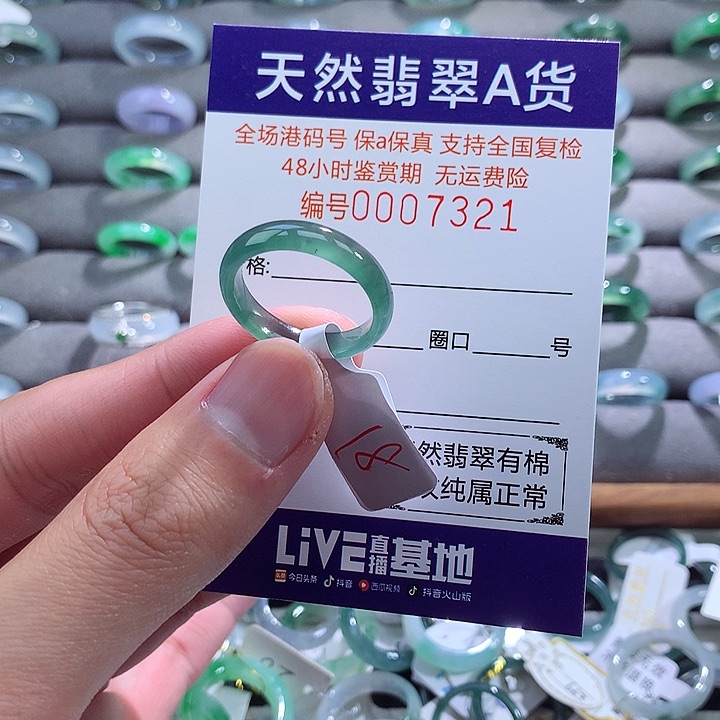 天然翡翠A货
全场港码号 保a保真 支持全国复检
48小时鉴赏期 无运费险
编号0007321
格:
圈口 号
18
然翡翠有棉
纹纯属正常
LiVE直播基地
头条 今日头条 抖音 西瓜视频 抖音火山版